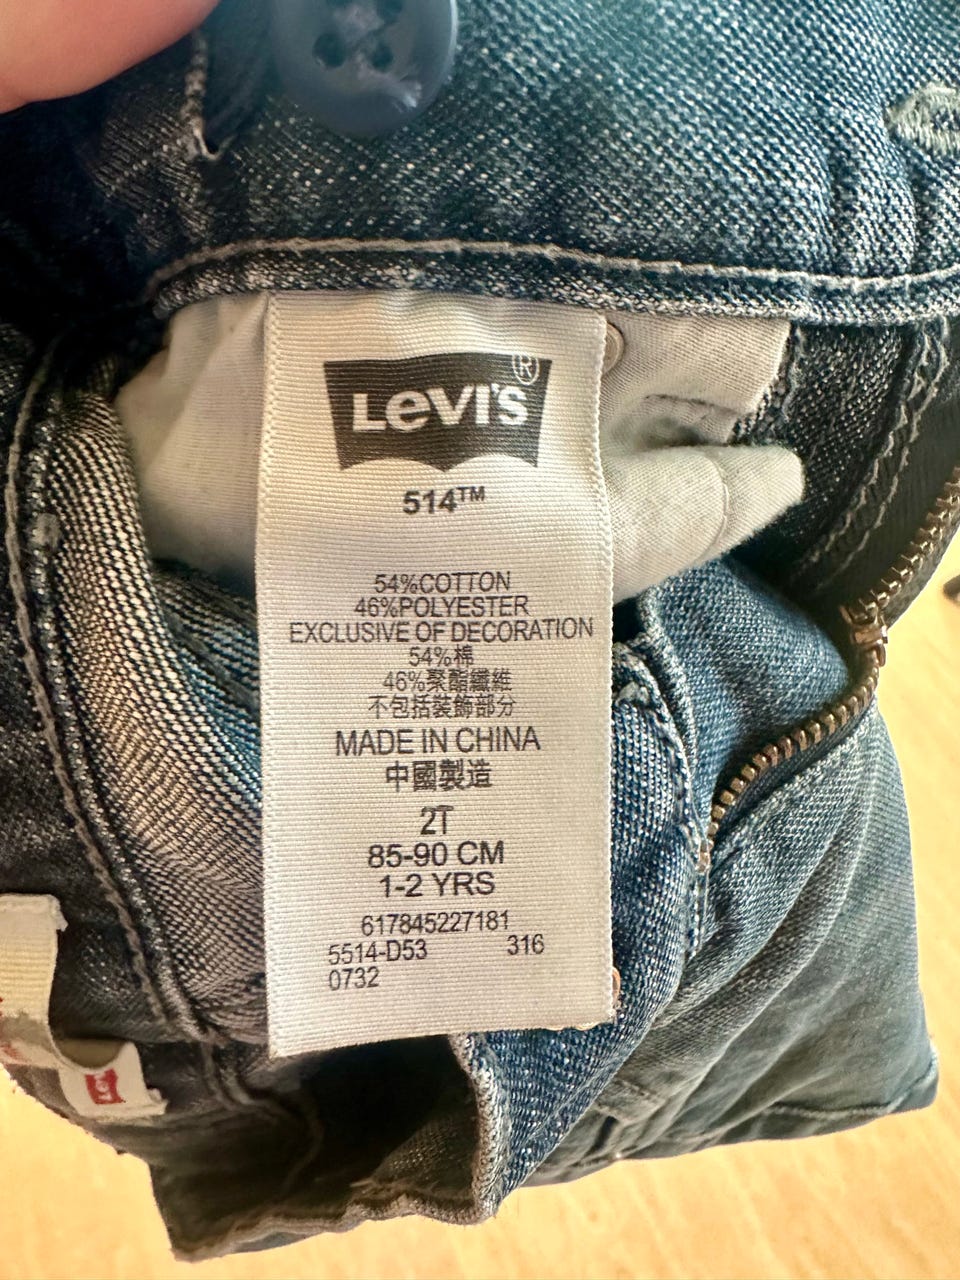 LEVI'S®
514™
54%COTTON
46%POLYESTER
EXCLUSIVE OF DECORATION
54%棉
46%聚酯纖維
不包括裝飾部分
MADE IN CHINA
中國製造
2T
85-90 CM
1-2 YRS
617845227181
5514-D53 316
0732